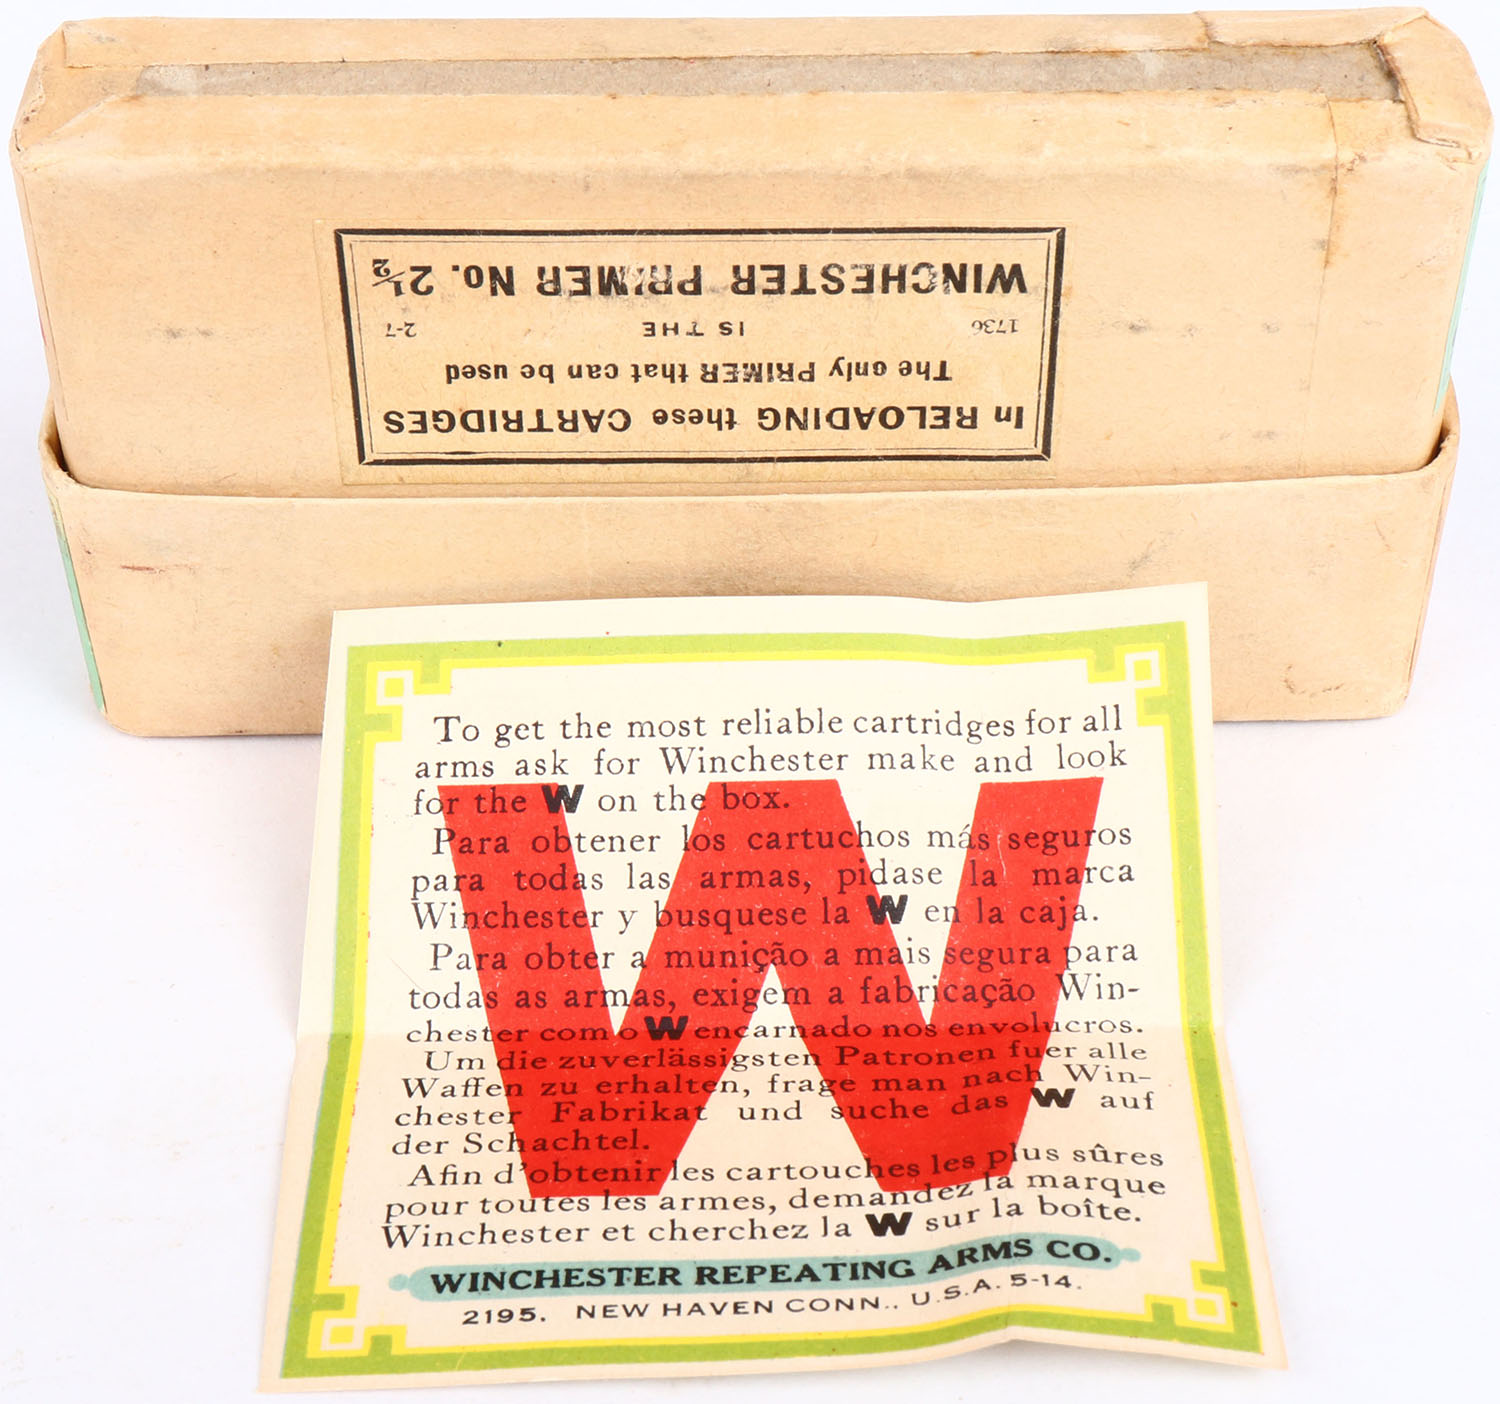 In RELOADING these CARTRIDGES
The only PRIMER that can be used
1736 IS THE 2-7
WINCHESTER PRIMER No. 2½
To get the most reliable cartridges for all
arms ask for Winchester make and look
for the W on the box.
Para obtener los cartuchos más seguros
para todas las armas, pidase la marca
Winchester y busquese la W en la caja.
Para obter a munição a mais segura para
todas as armas, exigem a fabricação Win-
chester com o W encarnado nos envolucros.
Um die zuverlässigsten Patronen fuer alle
Waffen zu erhalten, frage man nach Win-
chester Fabrikat und suche das W auf
der Schachtel.
Afin d'obtenir les cartouches les plus sûres
pour toutes les armes, demandez la marque
Winchester et cherchez la W sur la boîte.
WINCHESTER REPEATING ARMS CO.
2195. NEW HAVEN CONN., U.S.A. 5-14.
W